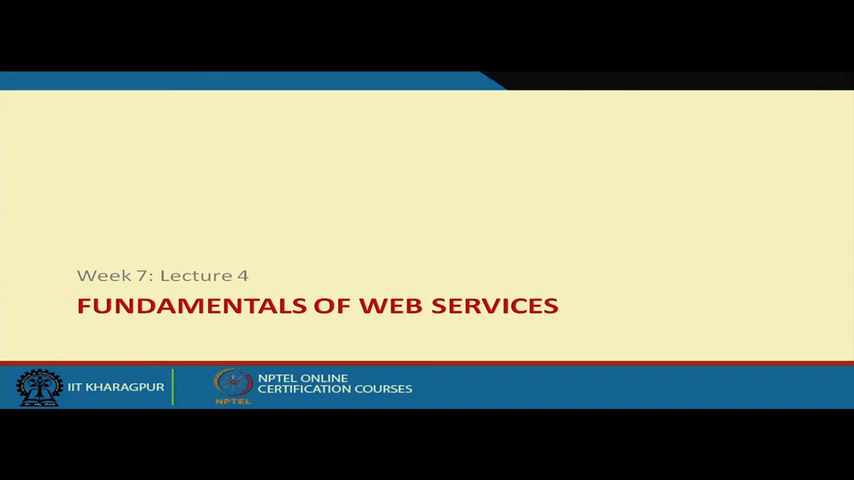 Week 7: Lecture 4
FUNDAMENTALS OF WEB SERVICES
IIT KHARAGPUR
NPTEL ONLINE
CERTIFICATION COURSES
NPTEL